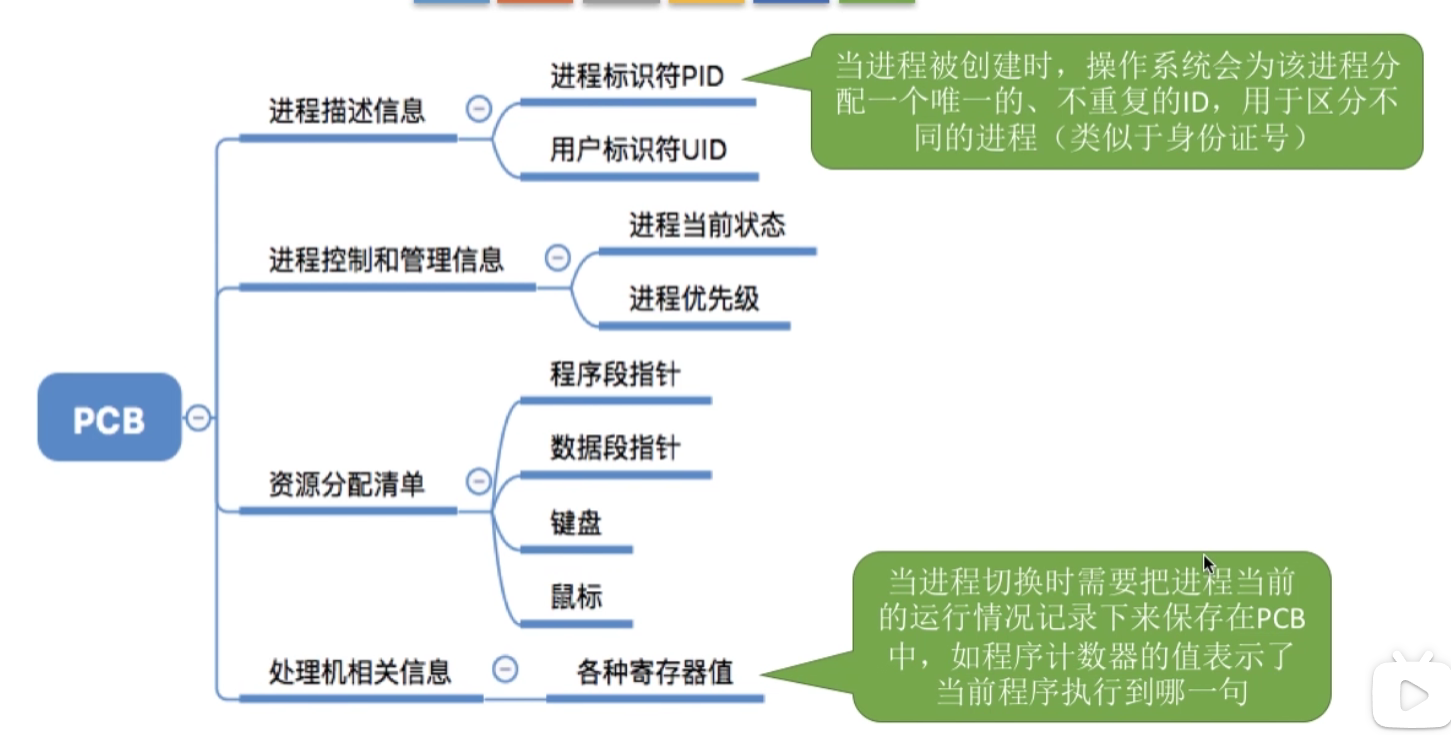 进程标识符PID
当进程被创建时，操作系统会为该进程分
配一个唯一的、不重复的ID，用于区分不
同的进程（类似于身份证号）
进程描述信息
用户标识符UID
进程当前状态
进程控制和管理信息
进程优先级
程序段指针
PCB
数据段指针
资源分配清单
键盘
鼠标
当进程切换时需要把进程当前
的运行情况记录下来保存在PCB
中，如程序计数器的值表示了
当前程序执行到哪一句
处理机相关信息
各种寄存器值